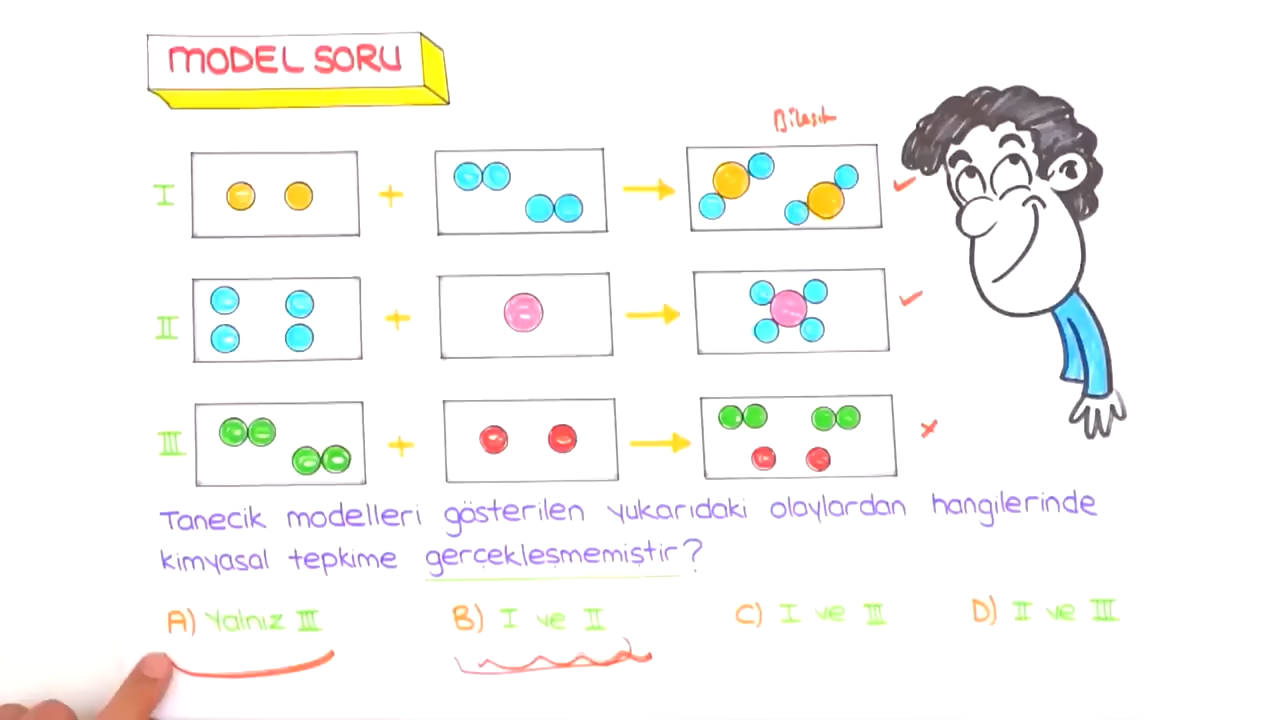 MODEL SORU
Bileşik
I + →
II + →
III + →
Tanecik modelleri gösterilen yukarıdaki olaylardan hangilerinde
kimyasal tepkime gerçekleşmemiştir?
A) Yalnız III B) I ve II C) I ve III D) II ve III